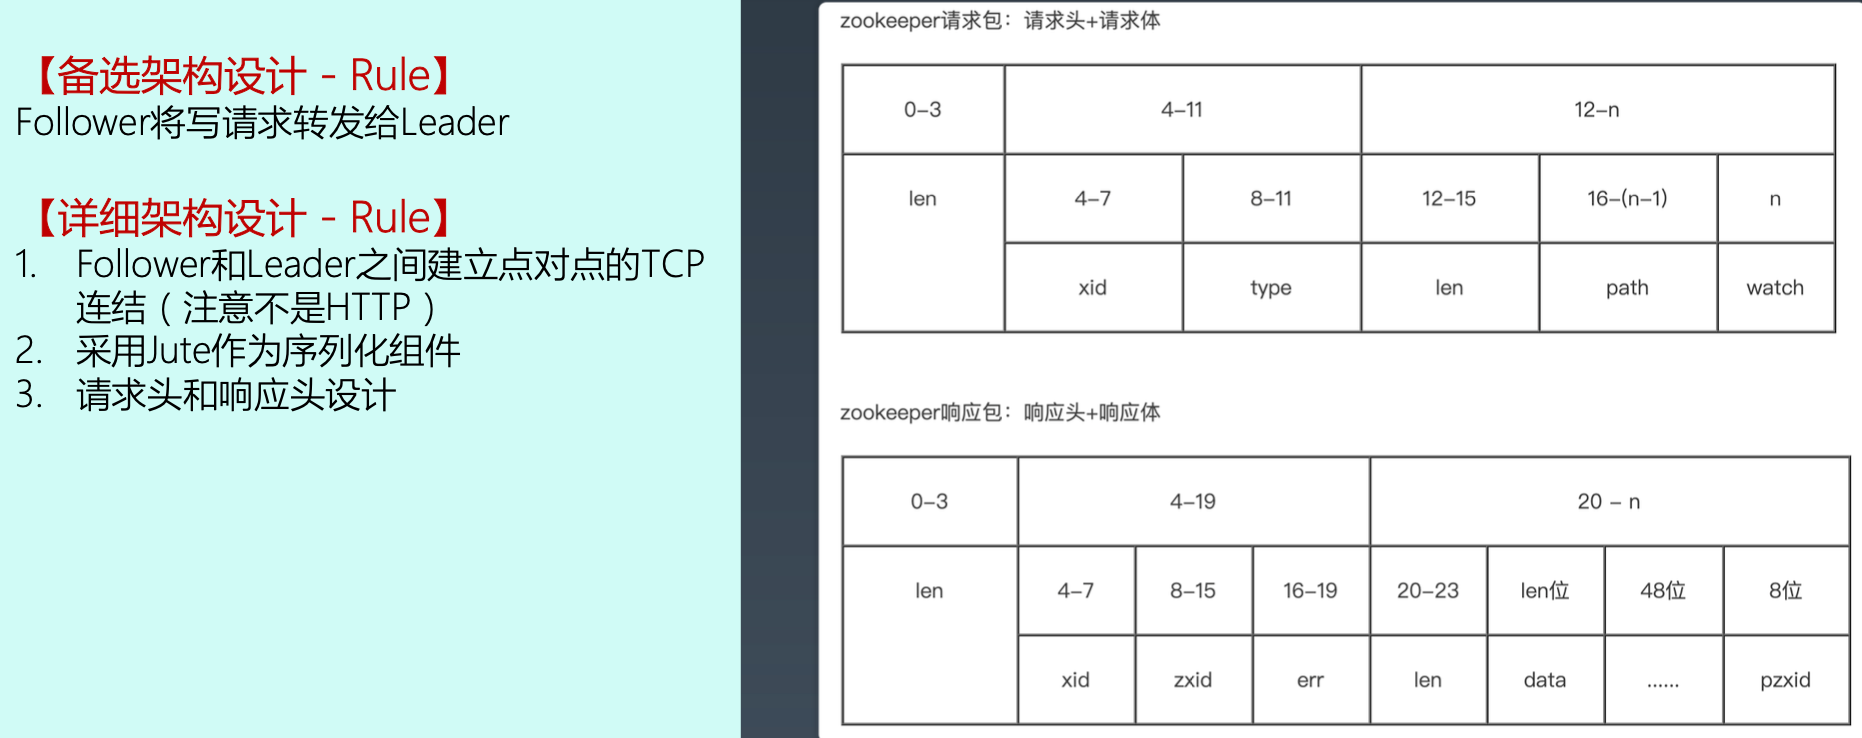 【备选架构设计 - Rule】
Follower将写请求转发给Leader
【详细架构设计 - Rule】
1. Follower和Leader之间建立点对点的TCP
连结（注意不是HTTP）
2. 采用Jute作为序列化组件
3. 请求头和响应头设计
zookeeper请求包：请求头+请求体
0-3 4-11 12-n
len 4-7 8-11 12-15 16-(n-1) n
xid type len path watch
zookeeper响应包：响应头+响应体
0-3 4-19 20 - n
len 4-7 8-15 16-19 20-23 len位 48位 8位
xid zxid err len data ...... pzxid